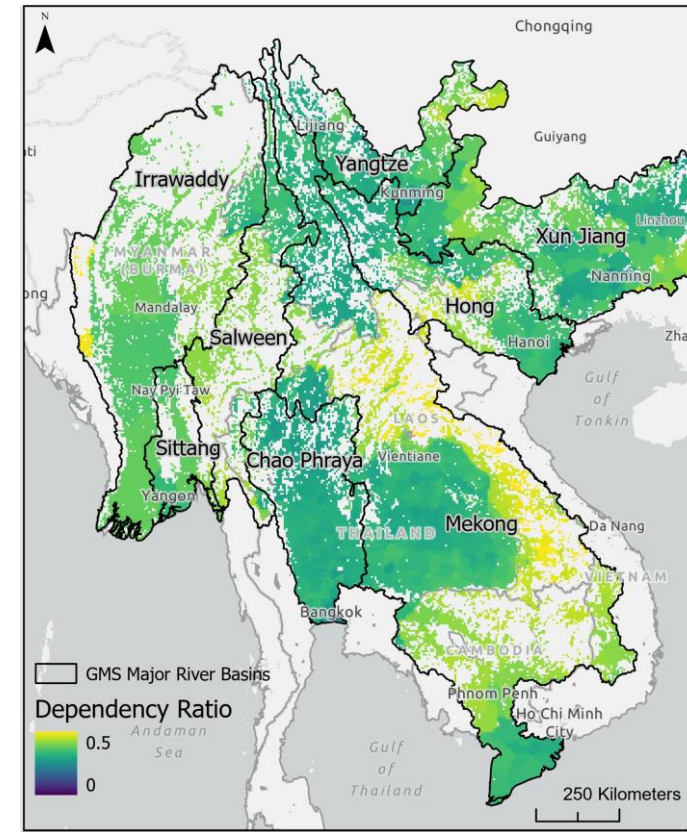 N
Chongqing
Lijiang
Guiyang
ati
Yangtze
Irrawaddy
Kunming
Linzhou
Xun Jiang
MYANMAR
(BURMA)
Nanning
ong
Hong
Mandalay
Hanoi
Zha
Salween
Gulf
of
Tonkin
Nay Pyi Taw
LAOS
Sittang
Chao Phraya
Vientiane
Yangon
Mekong
Da Nang
THAILAND
VIETNAM
Bangkok
CAMBODIA
GMS Major River Basins
Phnom Penh
Dependency Ratio
Ho Chi Minh
City
Andaman
Sea
0.5
0
Gulf
of
Thailand
250 Kilometers